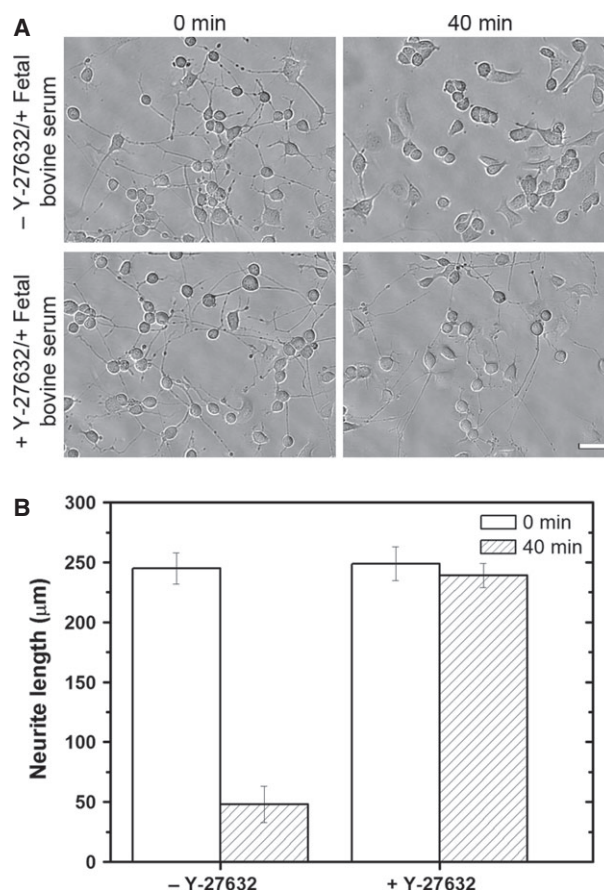 A
0 min
40 min
– Y-27632/+ Fetal
bovine serum
+ Y-27632/+ Fetal
bovine serum
B
300
250
200
150
100
50
0
Neurite length (μm)
0 min
40 min
– Y-27632
+ Y-27632